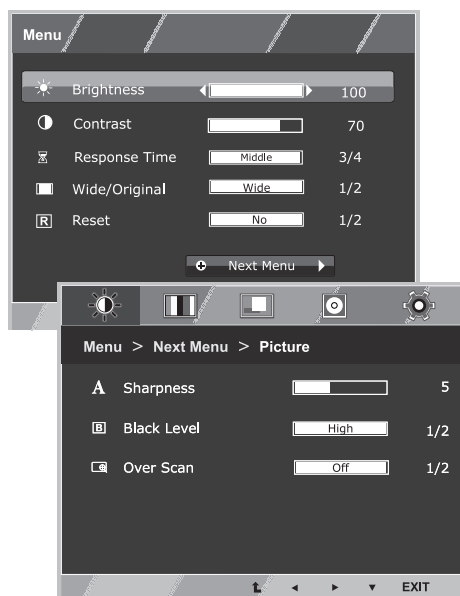 Menu
Brightness 100
Contrast 70
Response Time Middle 3/4
Wide/Original Wide 1/2
R Reset No 1/2
Next Menu
Menu > Next Menu > Picture
A Sharpness 5
B Black Level High 1/2
Over Scan Off 1/2
EXIT